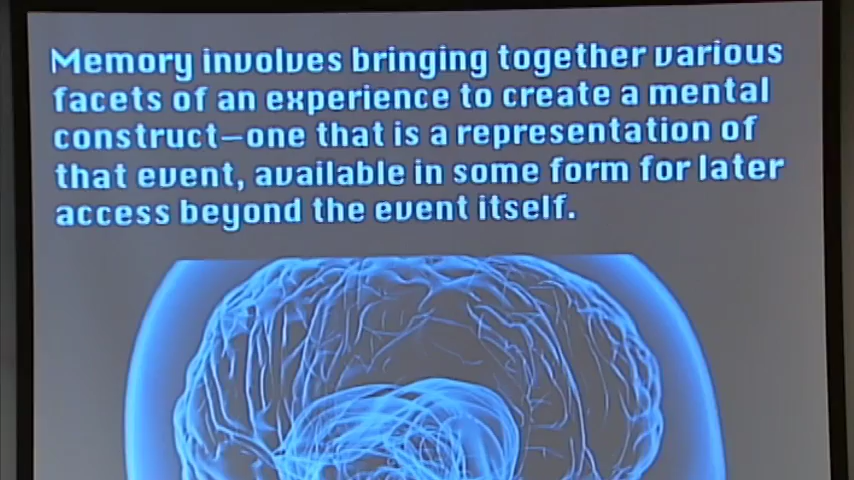 Memory involves bringing together various
facets of an experience to create a mental
construct—one that is a representation of
that event, available in some form for later
access beyond the event itself.